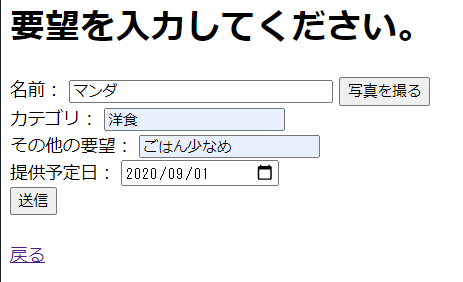 要望を入力してください。
名前： マンダ 写真を撮る
カテゴリ： 洋食
その他の要望： ごはん少なめ
提供予定日： 2020/09/01
送信
戻る